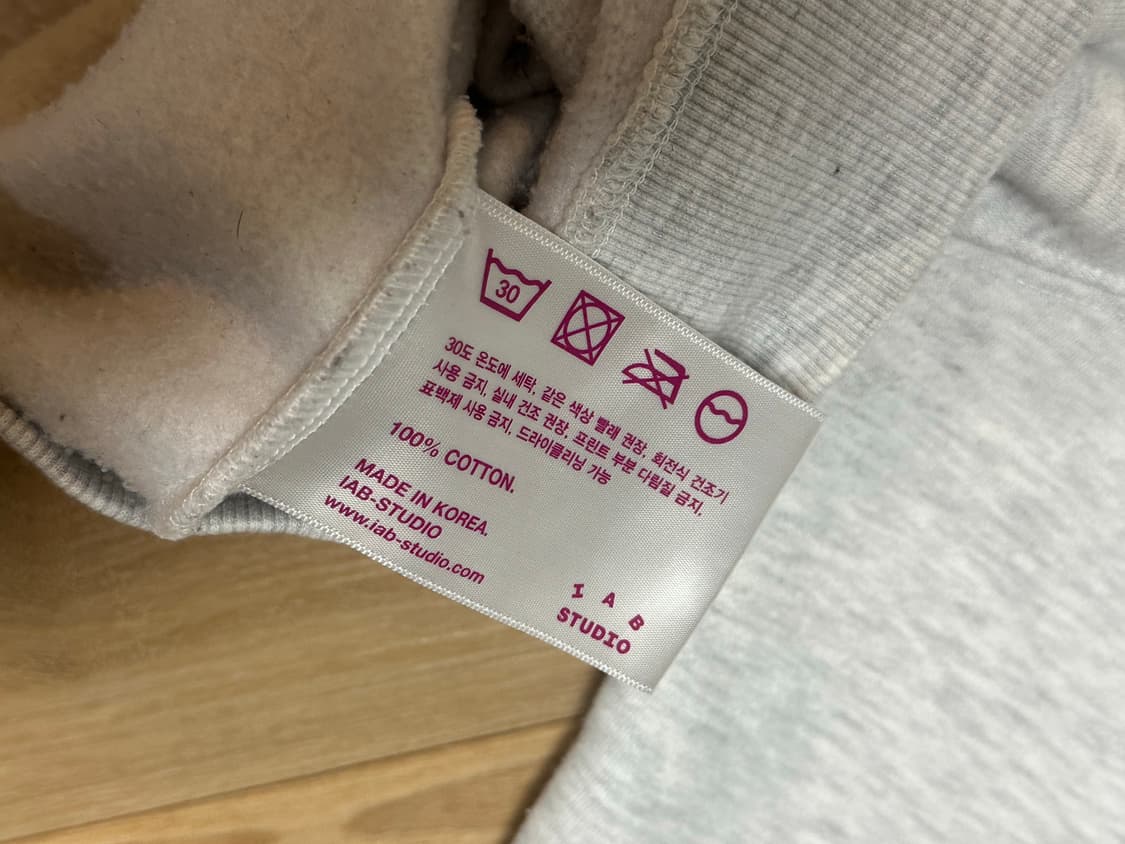 30
30도 온도에 세탁, 같은 색상 빨래 권장, 회전식 건조기
사용 금지, 실내 건조 권장, 프린트 부분 다림질 금지,
표백제 사용 금지, 드라이클리닝 가능
100% COTTON.
MADE IN KOREA.
IAB-STUDIO
www.iab-studio.com
I A B
STUDIO